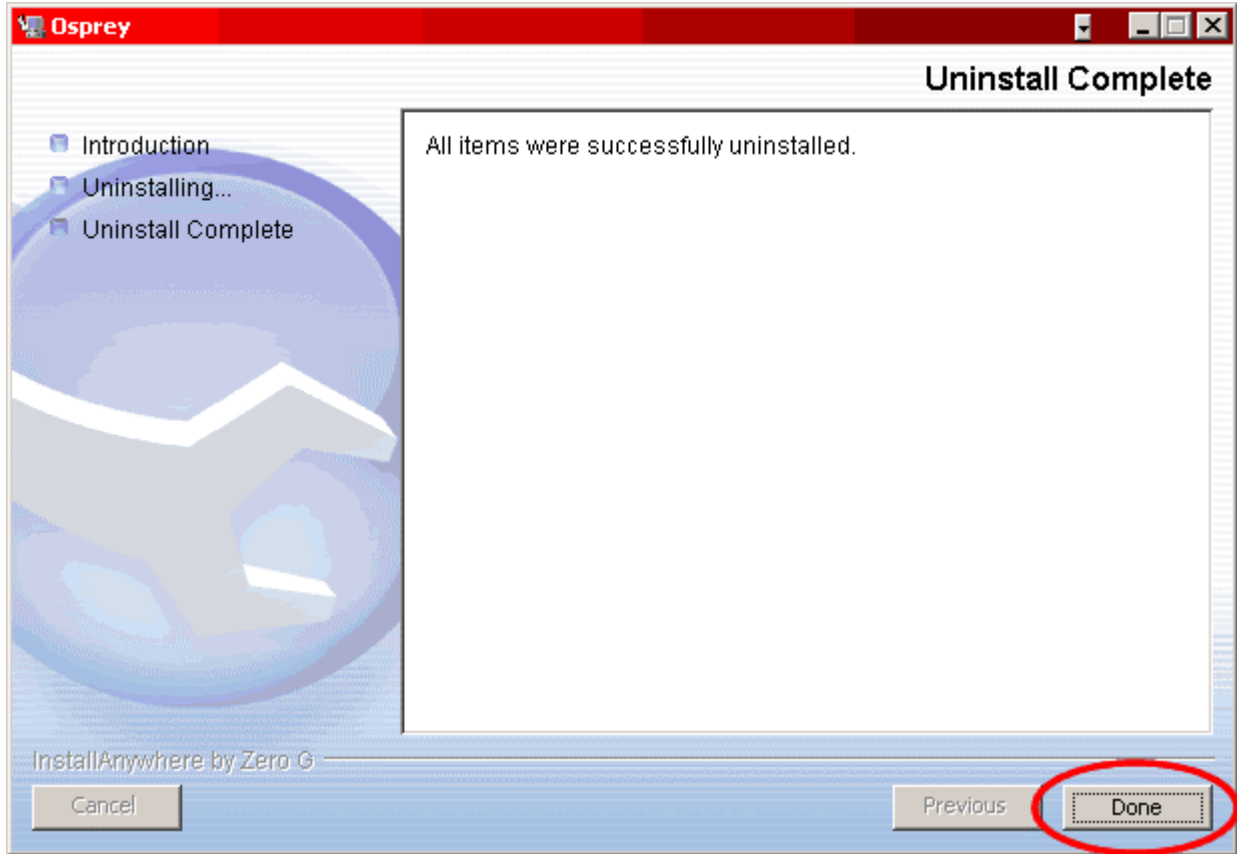 Osprey
Uninstall Complete
Introduction
Uninstalling...
Uninstall Complete
All items were successfully uninstalled.
InstallAnywhere by Zero G
Cancel
Previous
Done